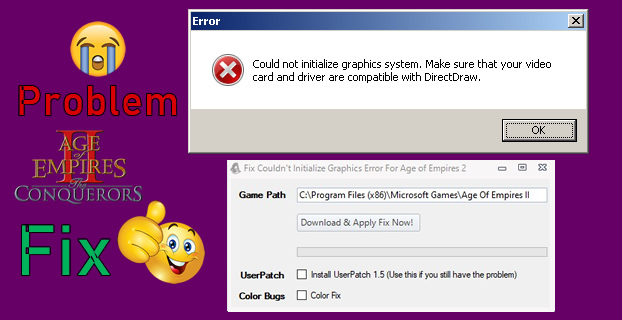 Error
Could not initialize graphics system. Make sure that your video
card and driver are compatible with DirectDraw.
OK
Problem
II
AGE
of
EMPIRES
The
CONQUERORS
Fix
Fix Couldn't Initialize Graphics Error For Age of Empires 2
Game Path C:\Program Files (x86)\Microsoft Games\Age Of Empires II
Download & Apply Fix Now!
UserPatch Install UserPatch 1.5 (Use this if you still have the problem)
Color Bugs Color Fix